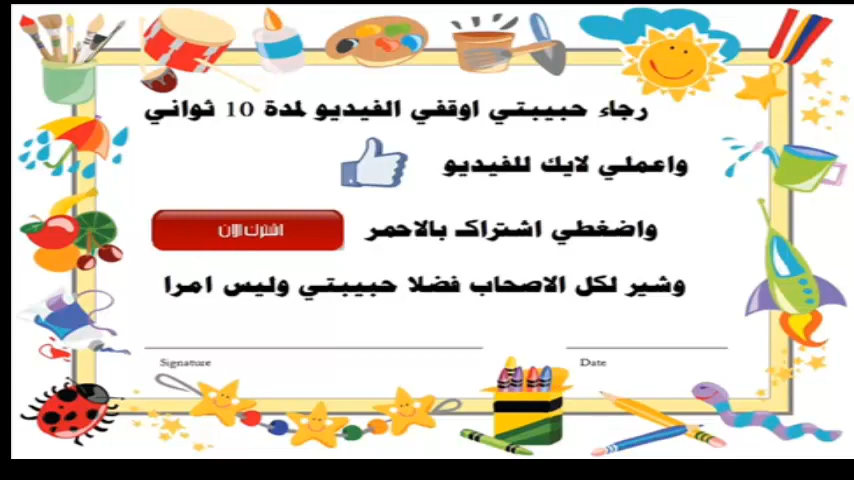 رجاء حبيبتي اوقفي الفيديو لمدة 10 ثواني
واعملي لايك للفيديو
واضغطي اشتراك بالاحمر
اشترك الان
وشير لكل الاصحاب فضلا حبيبتي وليس امرا
Signature
Date